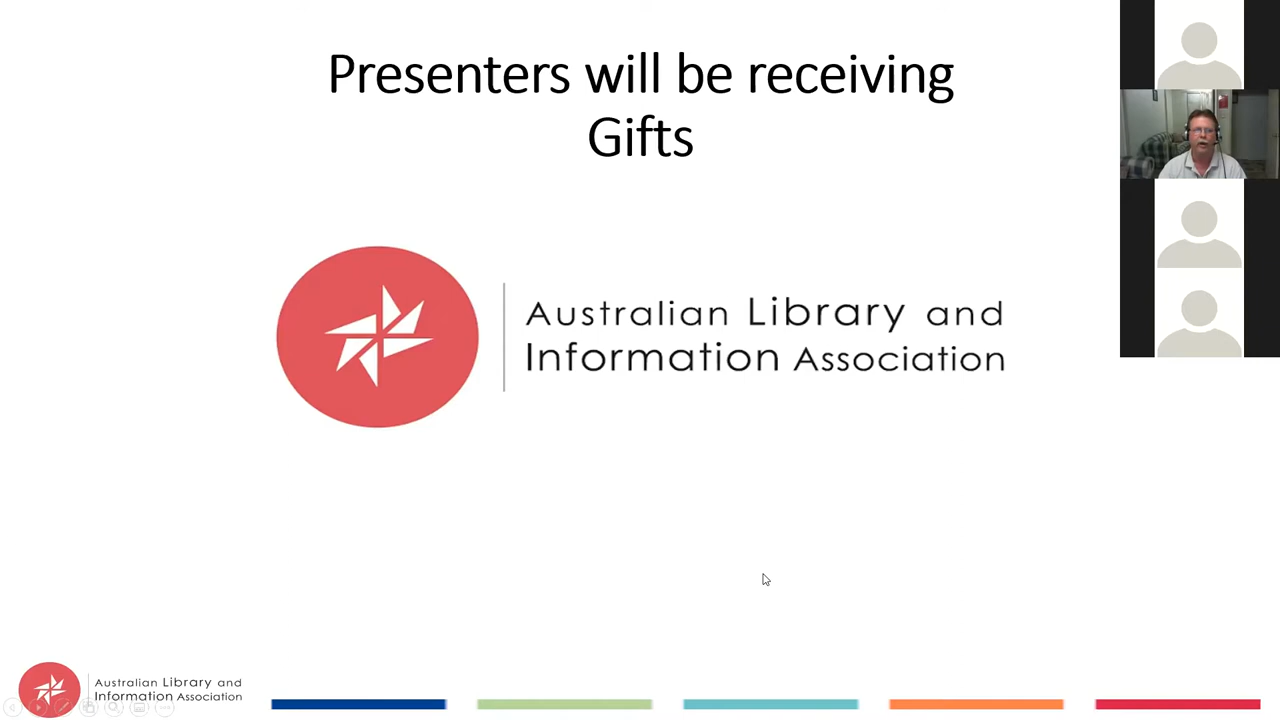 Presenters will be receiving
Gifts
Australian Library and
Information Association
Australian Library and
Information Association